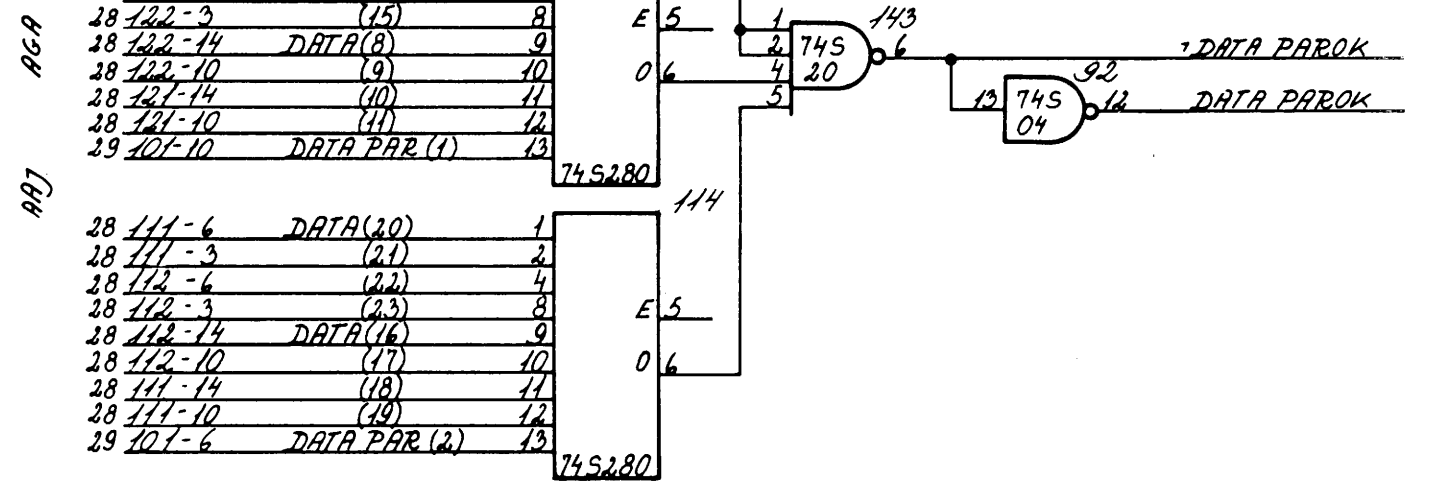 AGA
AAJ
28 122-3 (15) 8
28 122-14 DATA(8) 9
28 122-10 (9) 10
28 121-14 (10) 11
28 121-10 (11) 12
29 101-10 DATA PAR(1) 13
E 5
O 6
74S280
143
1
2
4
5
74S
20
6
¬DATA PAROK
92
13
74S
04
12
DATA PAROK
114
28 111-6 DATA(20) 1
28 111-3 (21) 2
28 112-6 (22) 4
28 112-3 (23) 8
28 112-14 DATA(16) 9
28 112-10 (17) 10
28 111-14 (18) 11
28 111-10 (19) 12
29 101-6 DATA PAR(2) 13
E 5
O 6
74S280